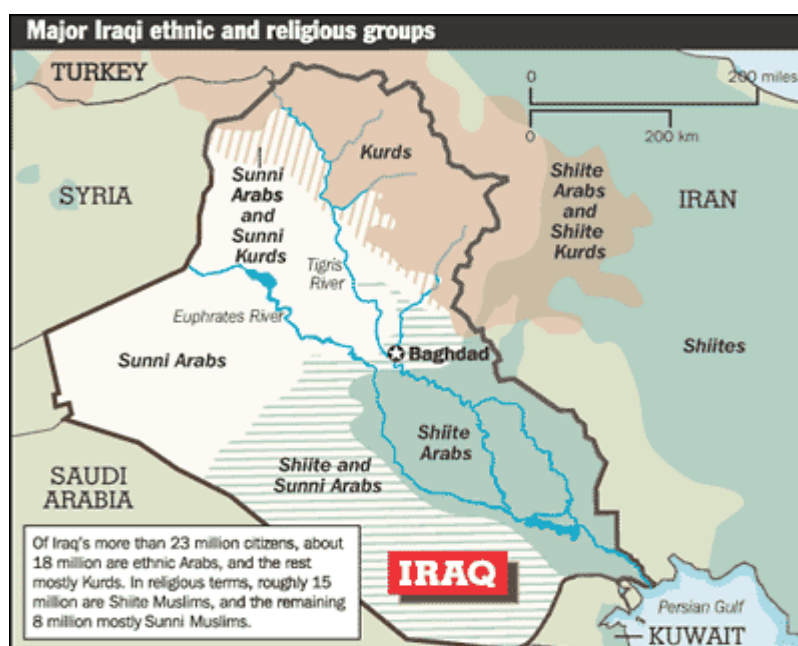 Major Iraqi ethnic and religious groups
TURKEY
0
200 miles
0
200 km
Kurds
SYRIA
Sunni
Arabs
and
Sunni
Kurds
Shiite
Arabs
and
Shiite
Kurds
IRAN
Tigris
River
Euphrates River
Sunni Arabs
Baghdad
Shiites
Shiite
Arabs
Shiite and
Sunni Arabs
SAUDI
ARABIA
Of Iraq's more than 23 million citizens, about
18 million are ethnic Arabs, and the rest
mostly Kurds. In religious terms, roughly 15
million are Shiite Muslims, and the remaining
8 million mostly Sunni Muslims.
IRAQ
Persian Gulf
KUWAIT